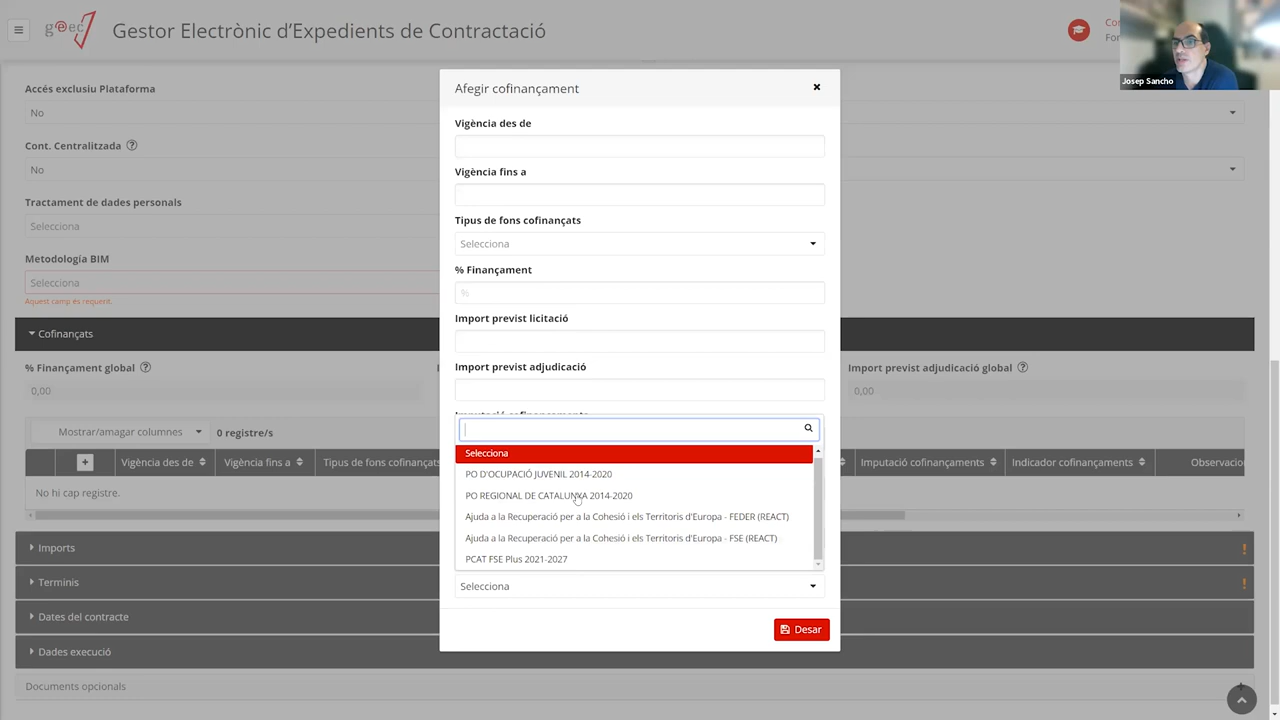 geec
Gestor Electrònic d'Expedients de Contractació
Josep Sancho
Accés exclusiu Plataforma
No
Cont. Centralitzada
No
Tractament de dades personals
Selecciona
Metodología BIM
Selecciona
Aquest camp és requerit.
Cofinançats
% Finançament global
0,00
Import previst adjudicació global
0,00
Mostrar/amagar columnes
0 registre/s
Vigència des de
Vigència fins a
Tipus de fons cofinançats
Imputació cofinançaments
Indicador cofinançaments
Observacio
No hi cap registre.
Imports
Terminis
Dates del contracte
Dades execució
Documents opcionals
Afegir cofinançament
Vigència des de
Vigència fins a
Tipus de fons cofinançats
Selecciona
% Finançament
%
Import previst licitació
Import previst adjudicació
Imputació cofinançaments
Selecciona
PO D'OCUPACIÓ JUVENIL 2014-2020
PO REGIONAL DE CATALUNYA 2014-2020
Ajuda a la Recuperació per a la Cohesió i els Territoris d'Europa - FEDER (REACT)
Ajuda a la Recuperació per a la Cohesió i els Territoris d'Europa - FSE (REACT)
PCAT FSE Plus 2021-2027
Selecciona
Desar